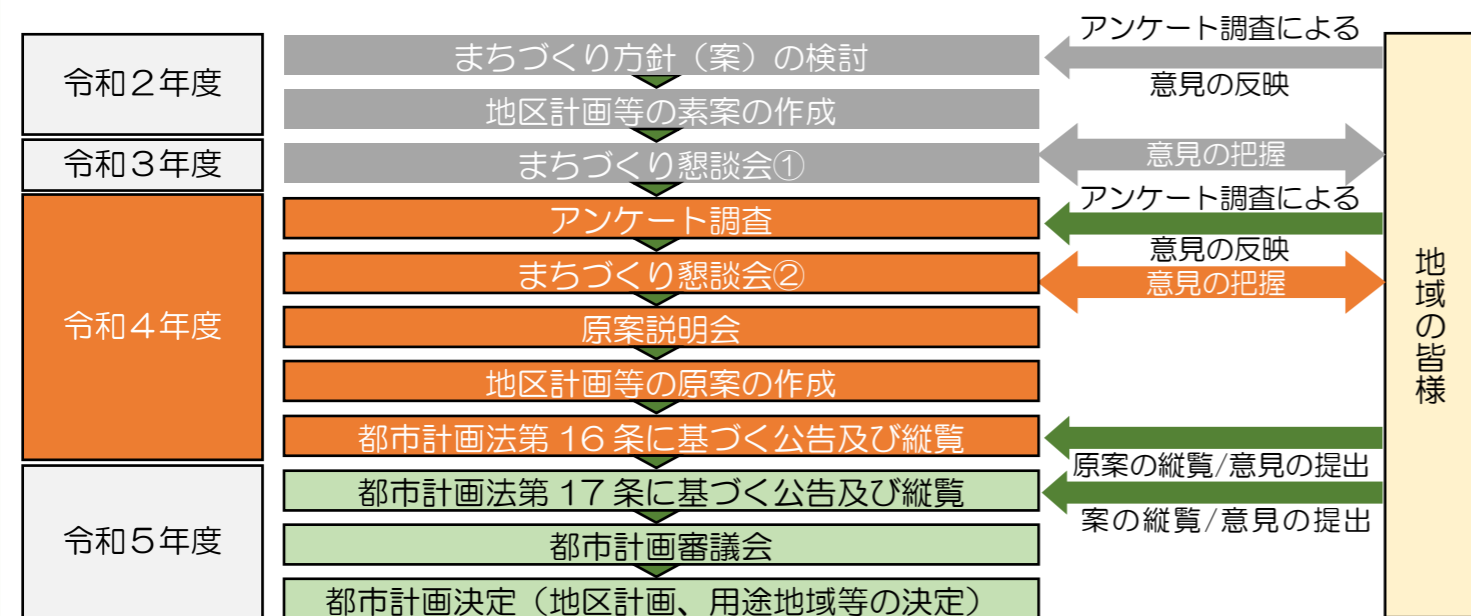 アンケート調査による
令和２年度
まちづくり方針（案）の検討
意見の反映
地区計画等の素案の作成
令和３年度
まちづくり懇談会①
意見の把握
アンケート調査による
令和４年度
アンケート調査
意見の反映
まちづくり懇談会②
意見の把握
原案説明会
地区計画等の原案の作成
都市計画法第 16 条に基づく公告及び縦覧
原案の縦覧/意見の提出
令和５年度
都市計画法第 17 条に基づく公告及び縦覧
案の縦覧/意見の提出
都市計画審議会
都市計画決定（地区計画、用途地域等の決定）
地域の皆様